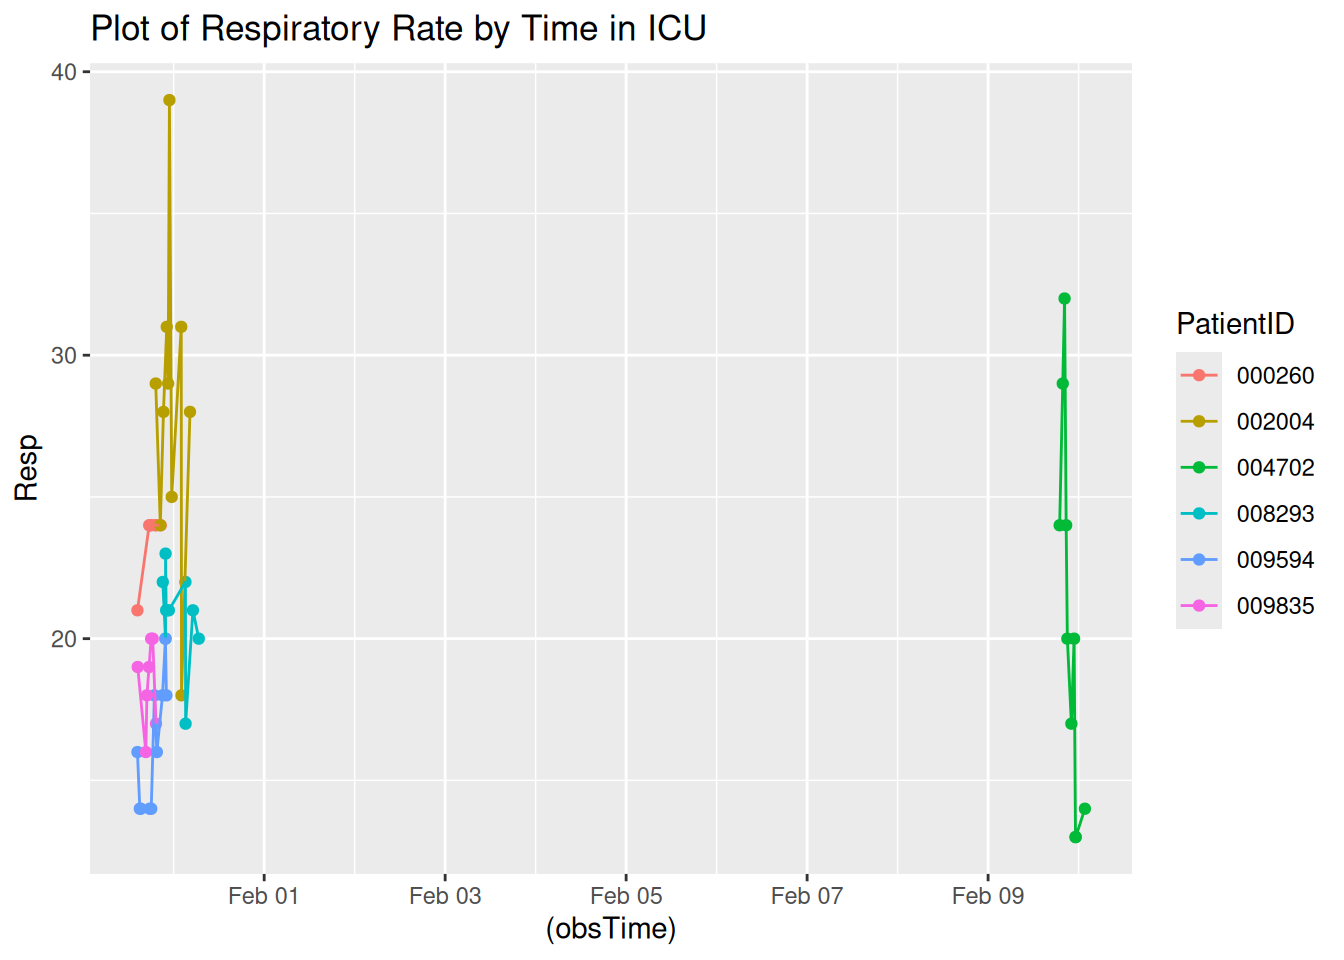 Plot of Respiratory Rate by Time in ICU
40
30
20
Resp
Feb 01
Feb 03
Feb 05
Feb 07
Feb 09
(obsTime)
PatientID
000260
002004
004702
008293
009594
009835